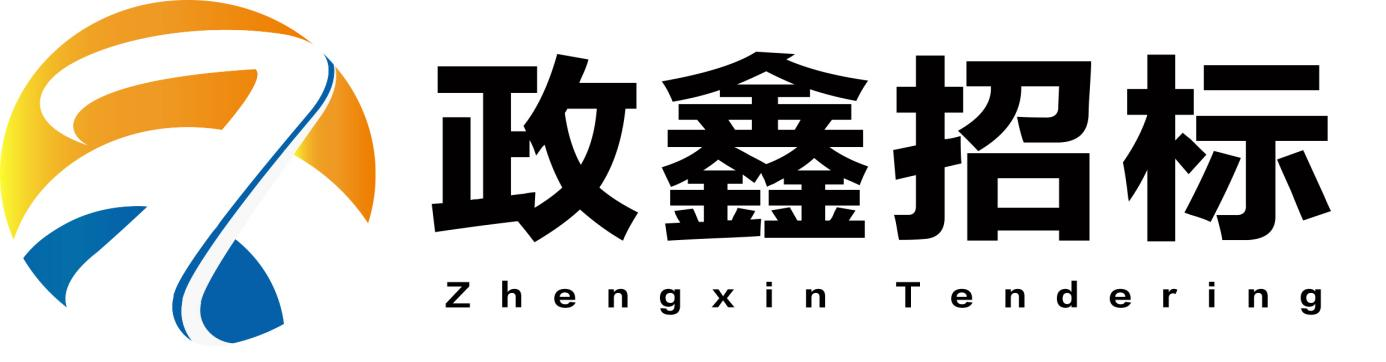 政鑫招标
Zhengxin Tendering